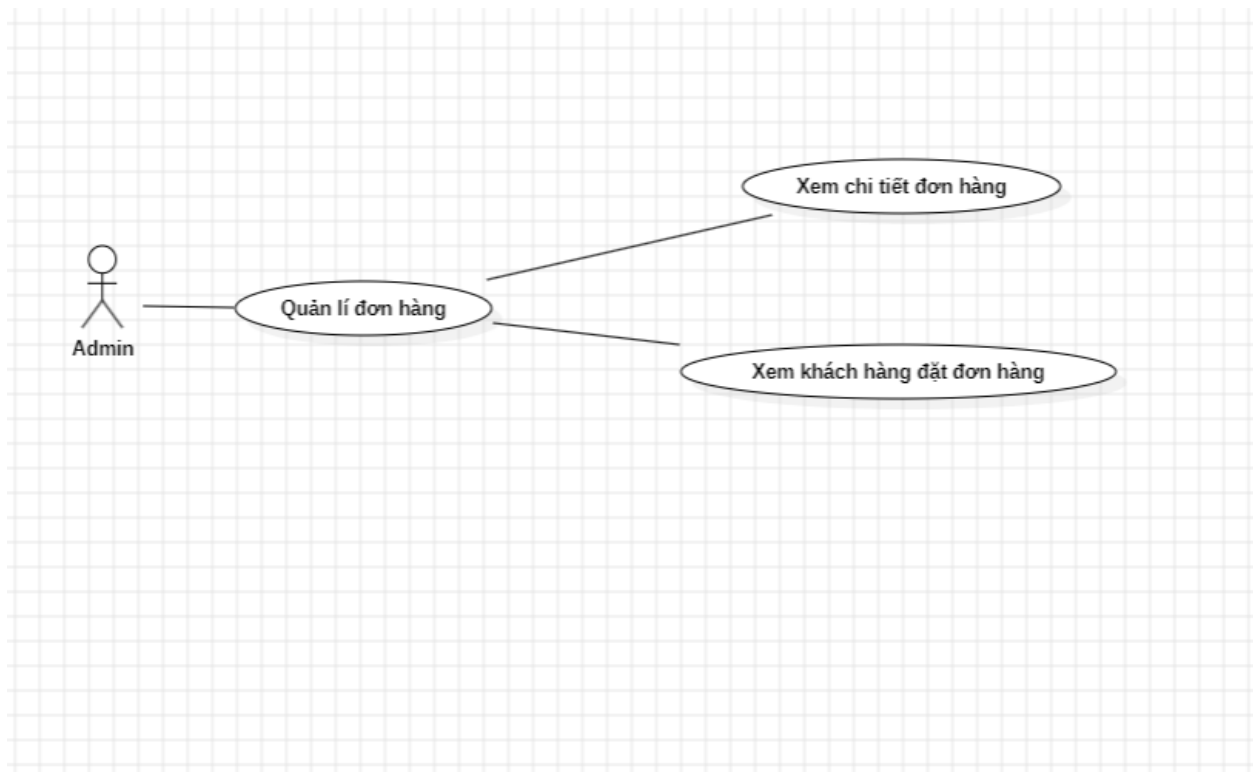 Xem chi tiết đơn hàng
Quản lí đơn hàng
Admin
Xem khách hàng đặt đơn hàng